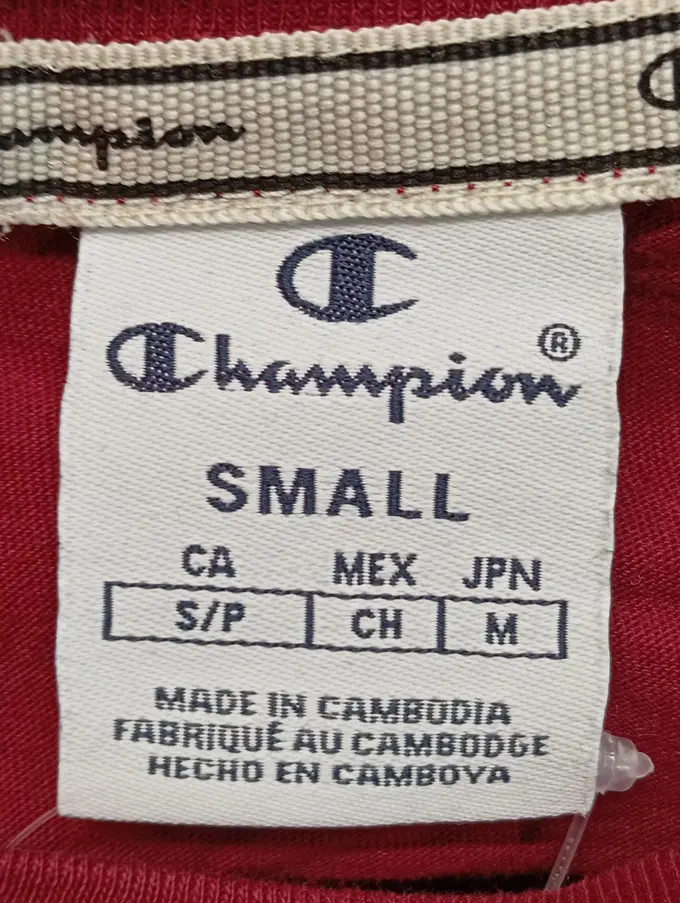 Champion
Champion®
SMALL
CA MEX JPN
S/P CH M
MADE IN CAMBODIA
FABRIQUÉ AU CAMBODGE
HECHO EN CAMBOYA